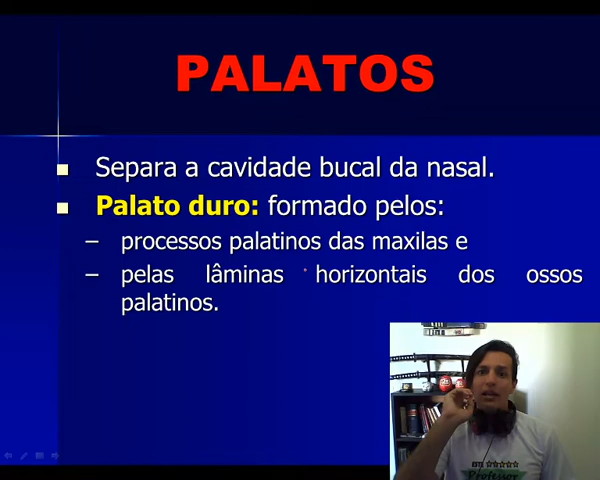 PALATOS
Separa a cavidade bucal da nasal.
Palato duro: formado pelos:
– processos palatinos das maxilas e
– pelas lâminas horizontais dos ossos
palatinos.
Professor